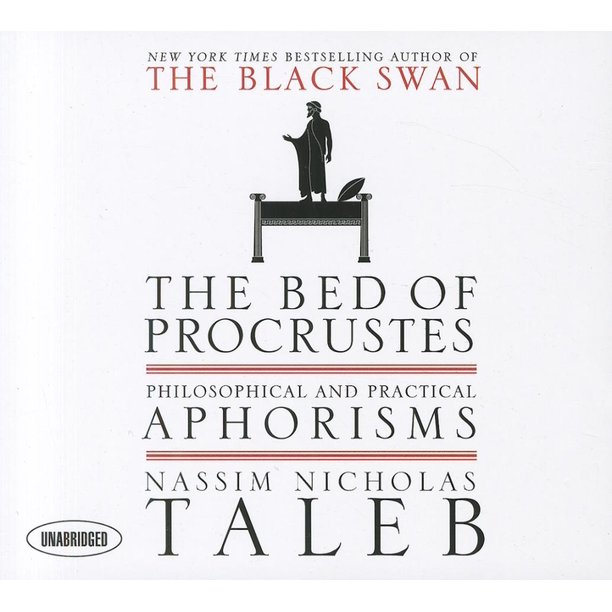 NEW YORK TIMES BESTSELLING AUTHOR OF
THE BLACK SWAN
THE BED OF
PROCRUSTES
PHILOSOPHICAL AND PRACTICAL
APHORISMS
NASSIM NICHOLAS
TALEB
UNABRIDGED